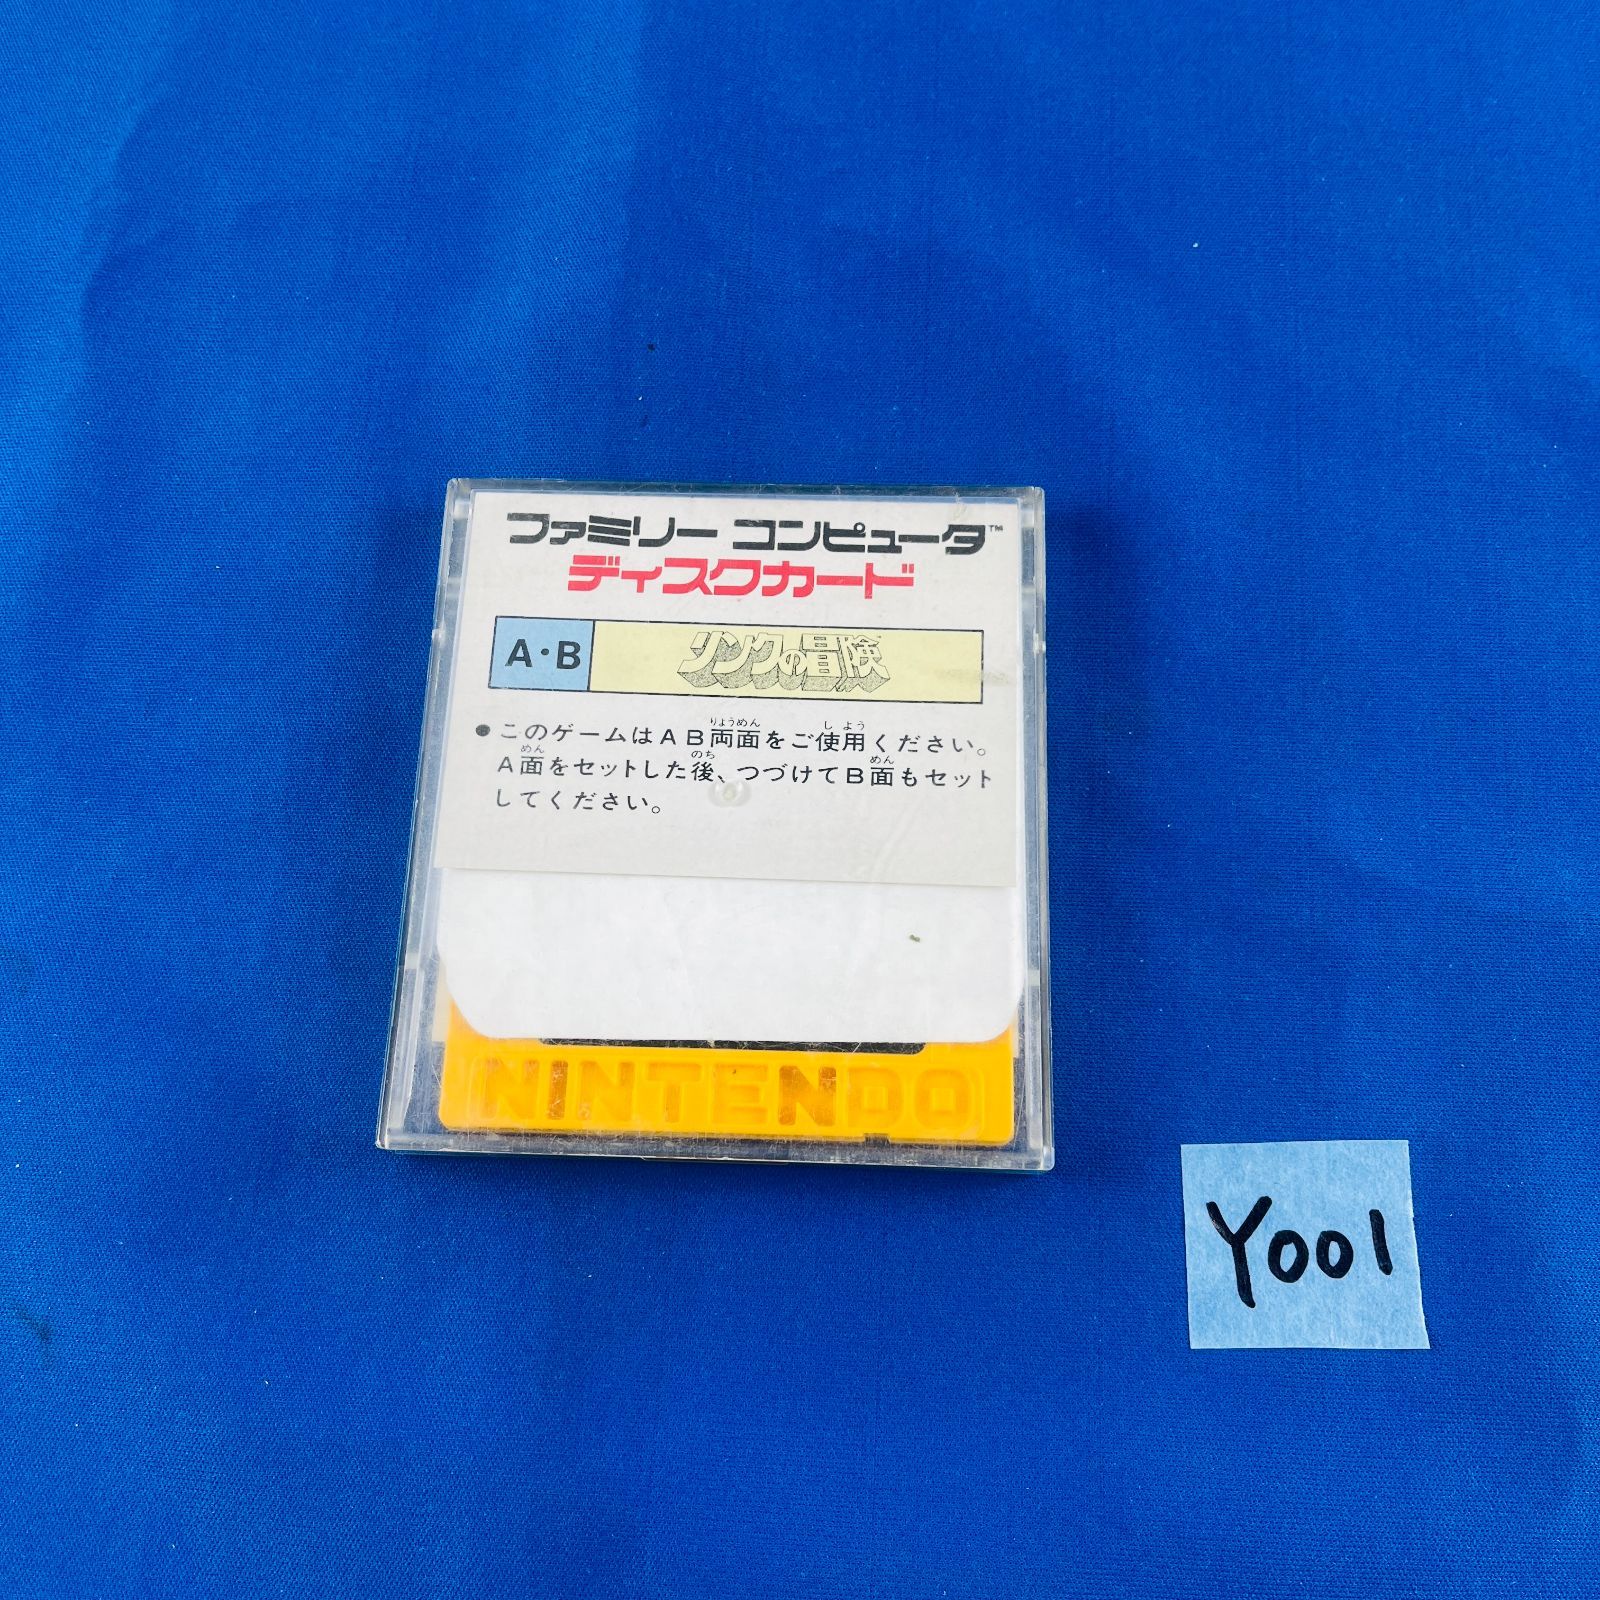 ファミリー コンピュータ™
ディスクカード
A・B リンクの冒険
●このゲームはAB両面をご使用ください。
A面をセットした後、つづけてB面もセット
してください。
NINTENDO
Y001